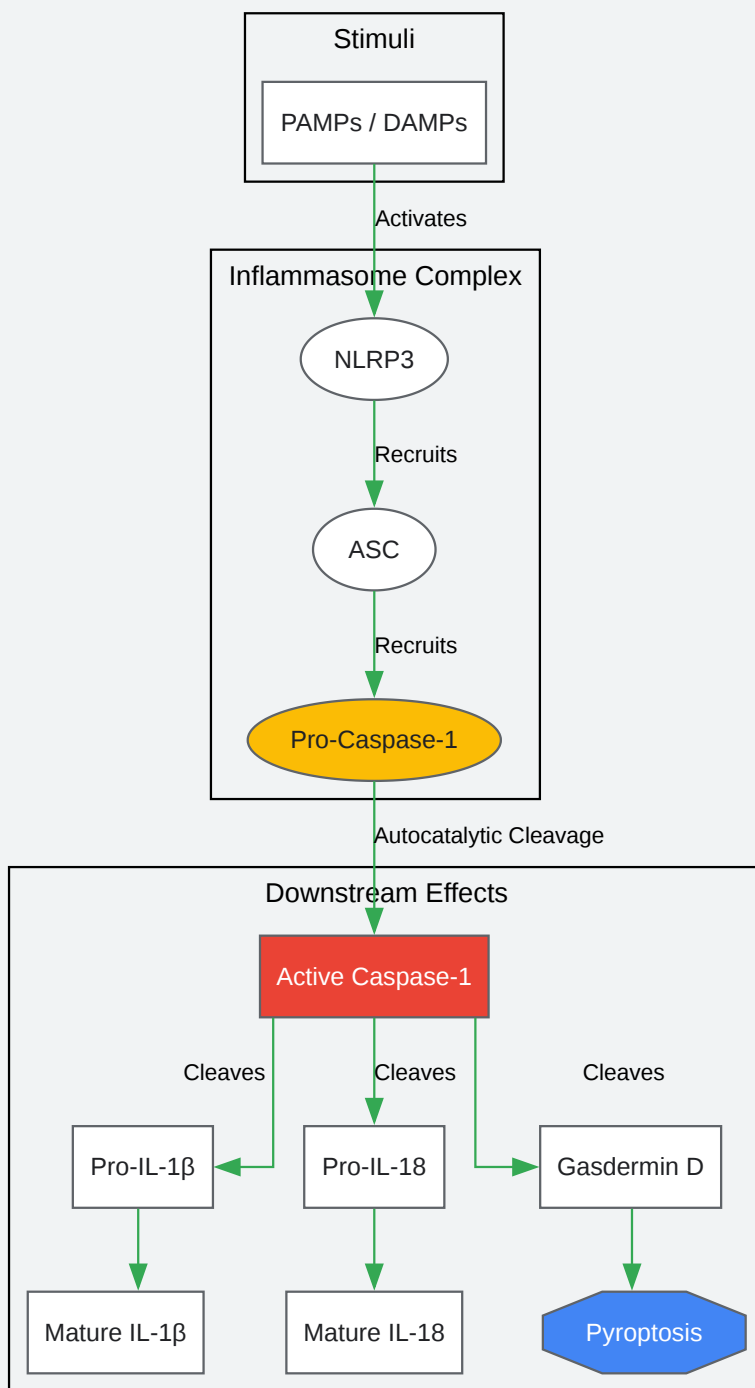 Stimuli
PAMPs / DAMPs
Activates
Inflammasome Complex
NLRP3
Recruits
ASC
Recruits
Pro-Caspase-1
Autocatalytic Cleavage
Downstream Effects
Active Caspase-1
Cleaves
Cleaves
Cleaves
Pro-IL-1β
Pro-IL-18
Gasdermin D
Mature IL-1β
Mature IL-18
Pyroptosis